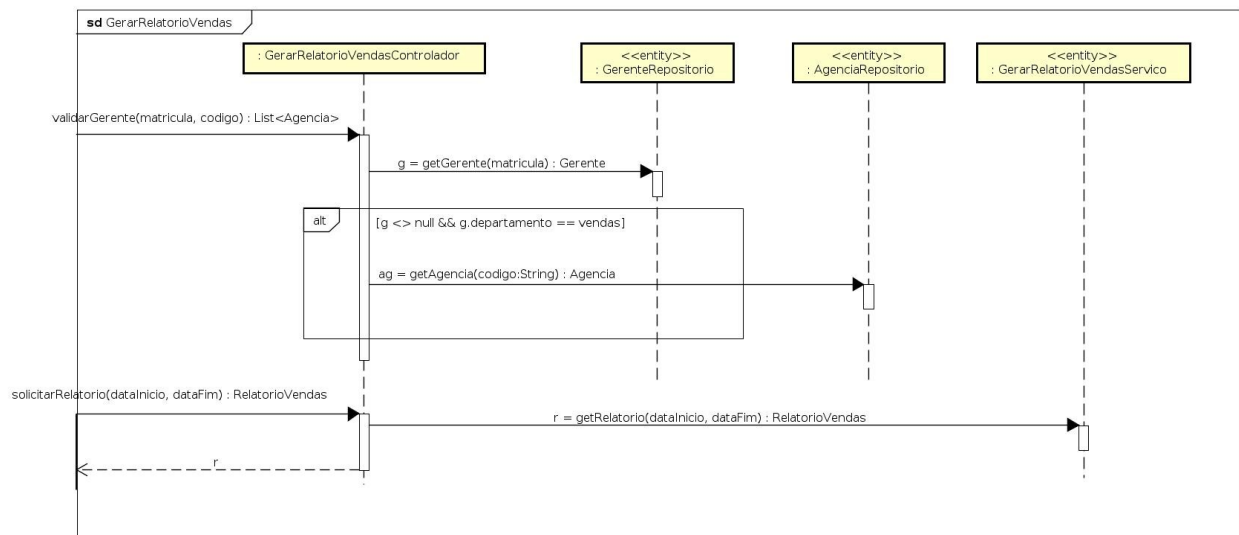 sd GerarRelatorioVendas
: GerarRelatorioVendasControlador
<<entity>>
: GerenteRepositorio
<<entity>>
: AgenciaRepositorio
<<entity>>
: GerarRelatorioVendasServico
validarGerente(matricula, codigo) : List<Agencia>
g = getGerente(matricula) : Gerente
alt
[g <> null && g.departamento == vendas]
ag = getAgencia(codigo:String) : Agencia
solicitarRelatorio(dataInicio, dataFim) : RelatorioVendas
r = getRelatorio(dataInicio, dataFim) : RelatorioVendas
r